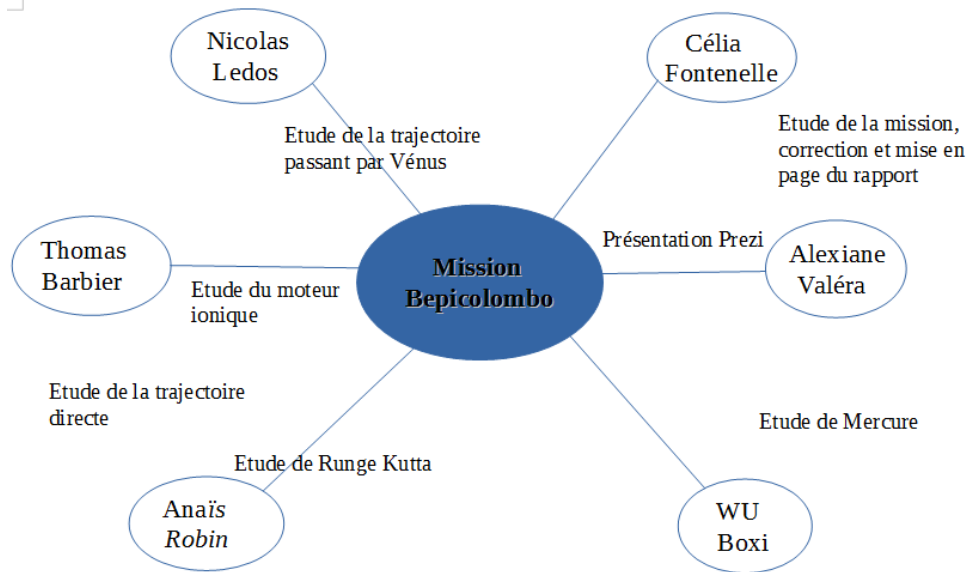 Nicolas
Ledos
Célia
Fontenelle
Etude de la trajectoire
passant par Vénus
Etude de la mission,
correction et mise en
page du rapport
Thomas
Barbier
Etude du moteur
ionique
Mission
Bepicolombo
Présentation Prezi
Alexiane
Valéra
Etude de la trajectoire
directe
Etude de Runge Kutta
Etude de Mercure
Anaïs
Robin
WU
Boxi